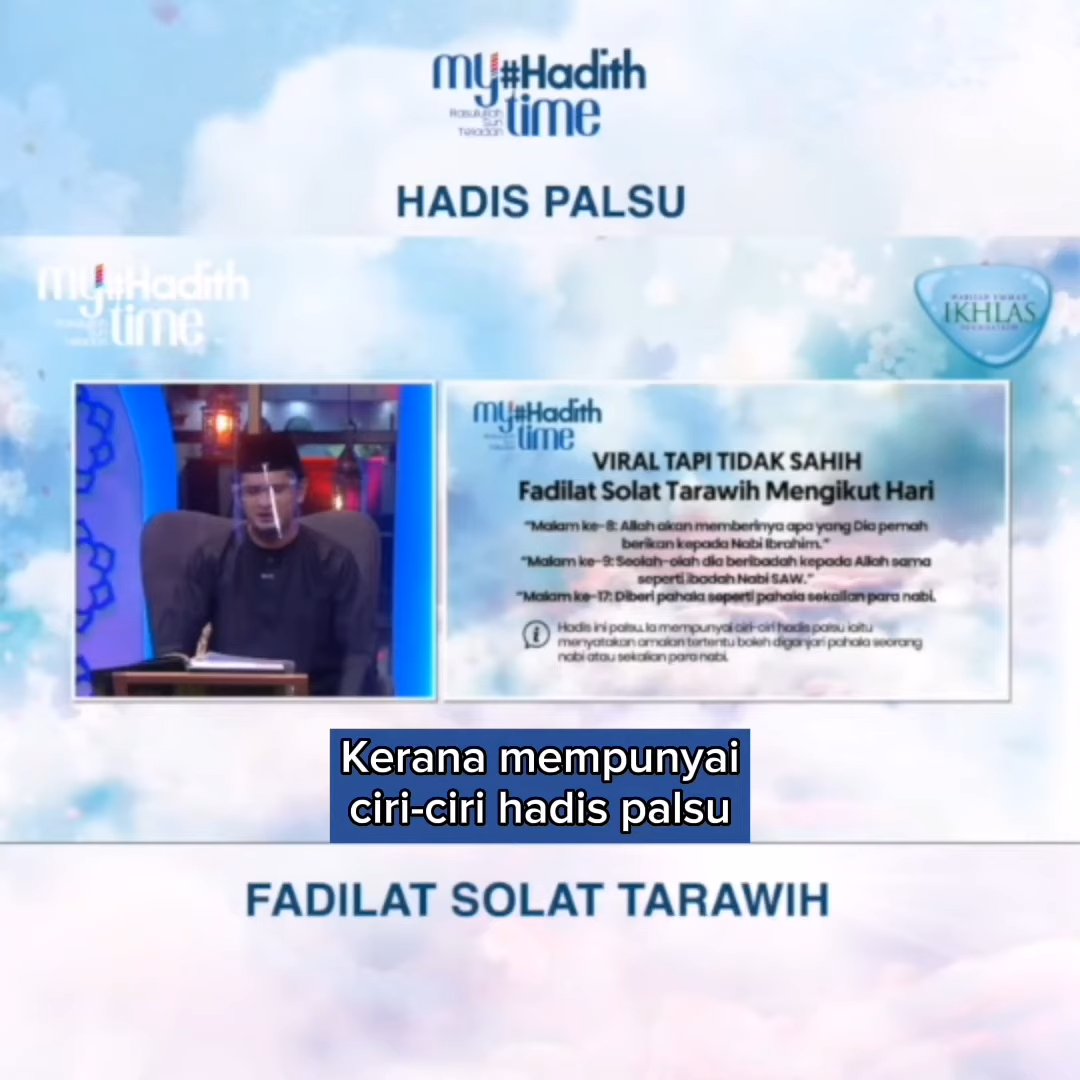 my#Hadith
time
Rasulullah
Teladan
HADIS PALSU
my#Hadith
time
IKHLAS
my#Hadith
time
VIRAL TAPI TIDAK SAHIH
Fadilat Solat Tarawih Mengikut Hari
"Malam ke-8: Allah akan memberinya apa yang Dia pernah
berikan kepada Nabi Ibrahim."
"Malam ke-9: Seolah-olah dia beribadah kepada Allah sama
seperti ibadah Nabi SAW."
"Malam ke-17: Diberi pahala seperti pahala sekalian para nabi.
i
Hadis ini palsu. Ia mempunyai ciri-ciri hadis palsu iaitu
menyatakan amalan tertentu boleh diganjari pahala seorang
nabi atau sekalian para nabi.
Kerana mempunyai
ciri-ciri hadis palsu
FADILAT SOLAT TARAWIH